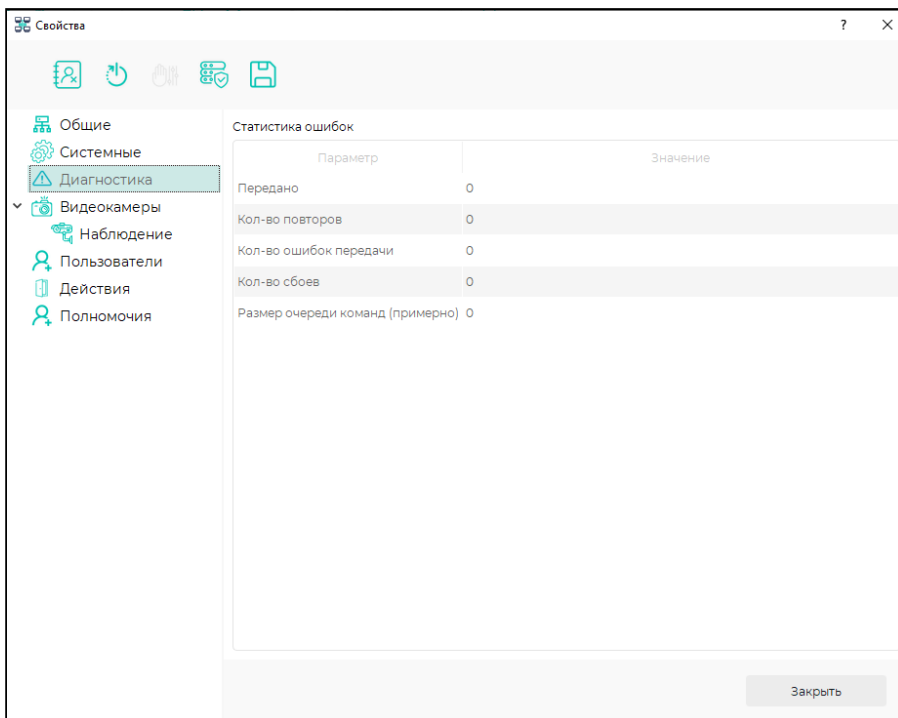 Свойства ? ×
Общие
Системные
Диагностика
Видеокамеры
Наблюдение
Пользователи
Действия
Полномочия
Статистика ошибок
Параметр Значение
Передано 0
Кол-во повторов 0
Кол-во ошибок передачи 0
Кол-во сбоев 0
Размер очереди команд (примерно) 0
Закрыть